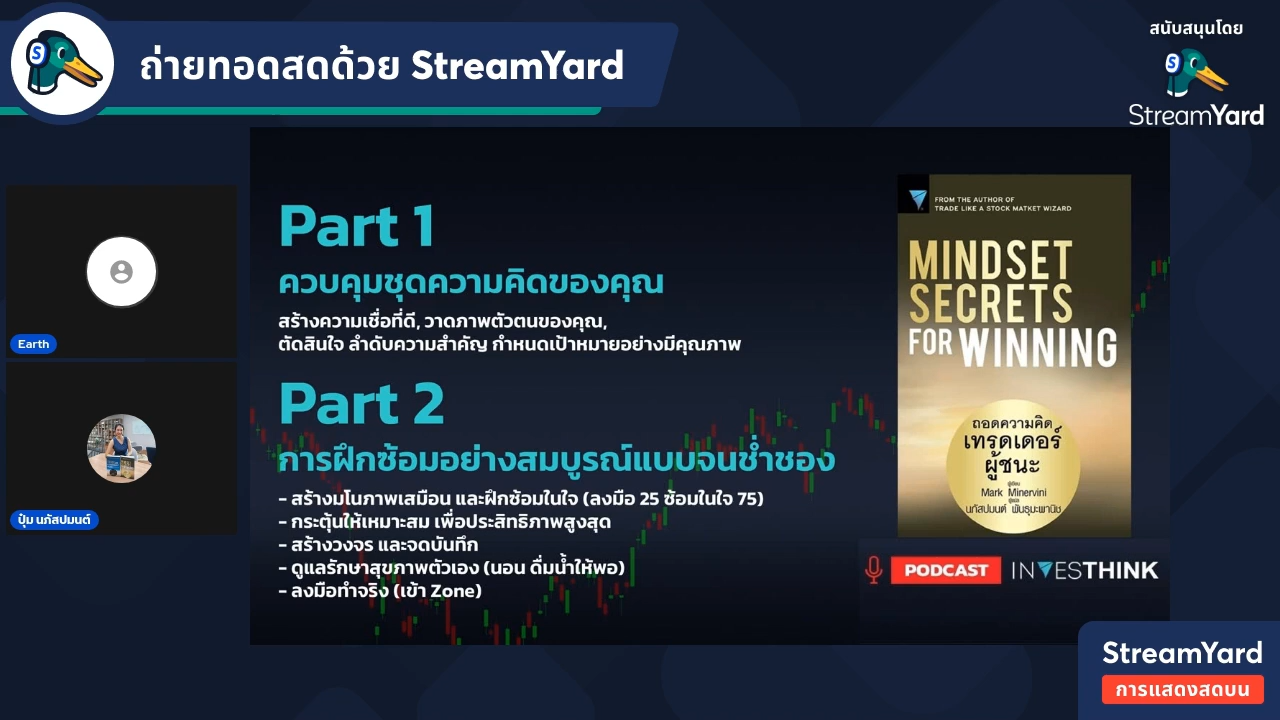 ถ่ายทอดสดด้วย StreamYard
สนับสนุนโดย
StreamYard
Earth
ปุ๋ม นภัสปมนต์
Part 1
ควบคุมชุดความคิดของคุณ
สร้างความเชื่อที่ดี, วาดภาพตัวตนของคุณ,
ตัดสินใจ ลำดับความสำคัญ กำหนดเป้าหมายอย่างมีคุณภาพ
Part 2
การฝึกซ้อมอย่างสมบูรณ์แบบจนช่ำชอง
- สร้างมโนภาพเสมือน และฝึกซ้อมในใจ (ลงมือ 25 ซ้อมในใจ 75)
- กระตุ้นให้เหมาะสม เพื่อประสิทธิภาพสูงสุด
- สร้างวงจร และจดบันทึก
- ดูแลรักษาสุขภาพตัวเอง (นอน ดื่มน้ำให้พอ)
- ลงมือทำจริง (เข้า Zone)
FROM THE AUTHOR OF
TRADE LIKE A STOCK MATKET WIZARD
MINDSET
SECRETS
FOR WINNING
ถอดความคิด
เทรดเดอร์
ผู้ชนะ
ผู้เขียน
Mark Minervini
ผู้แปล
นภัสปมนต์ พันธุมะพานิช
PODCAST INVESTHINK
StreamYard
การแสดงสดบน